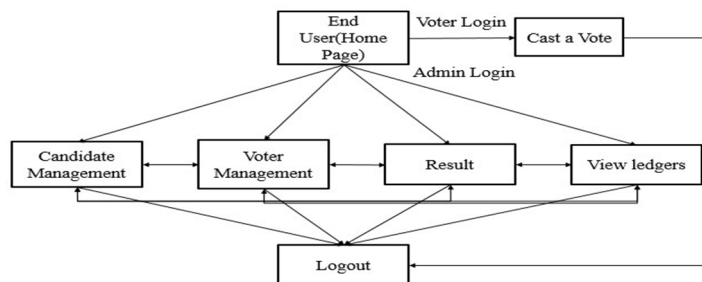 End
User(Home
Page)
Voter Login
Cast a Vote
Admin Login
Candidate
Management
Voter
Management
Result
View ledgers
Logout